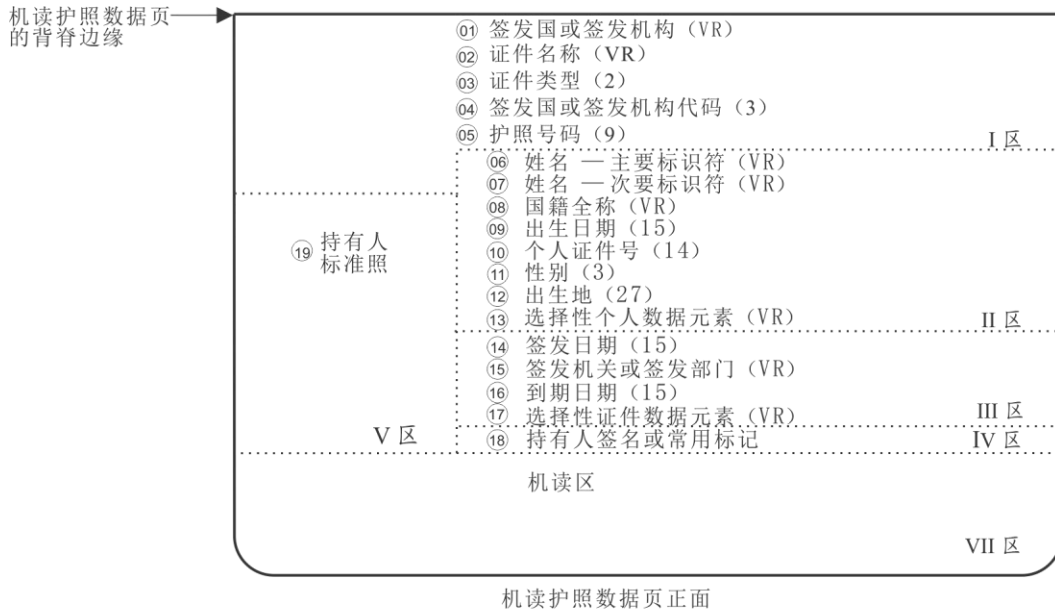 机读护照数据页
的背脊边缘
01 签发国或签发机构（VR）
02 证件名称（VR）
03 证件类型（2）
04 签发国或签发机构代码（3）
05 护照号码（9）
I 区
06 姓名 — 主要标识符（VR）
07 姓名 — 次要标识符（VR）
08 国籍全称（VR）
09 出生日期（15）
10 个人证件号（14）
11 性别（3）
12 出生地（27）
13 选择性个人数据元素（VR）
II 区
14 签发日期（15）
15 签发机关或签发部门（VR）
16 到期日期（15）
17 选择性证件数据元素（VR）
III 区
18 持有人签名或常用标记
IV 区
19 持有人
标准照
V 区
机读区
VII 区
机读护照数据页正面